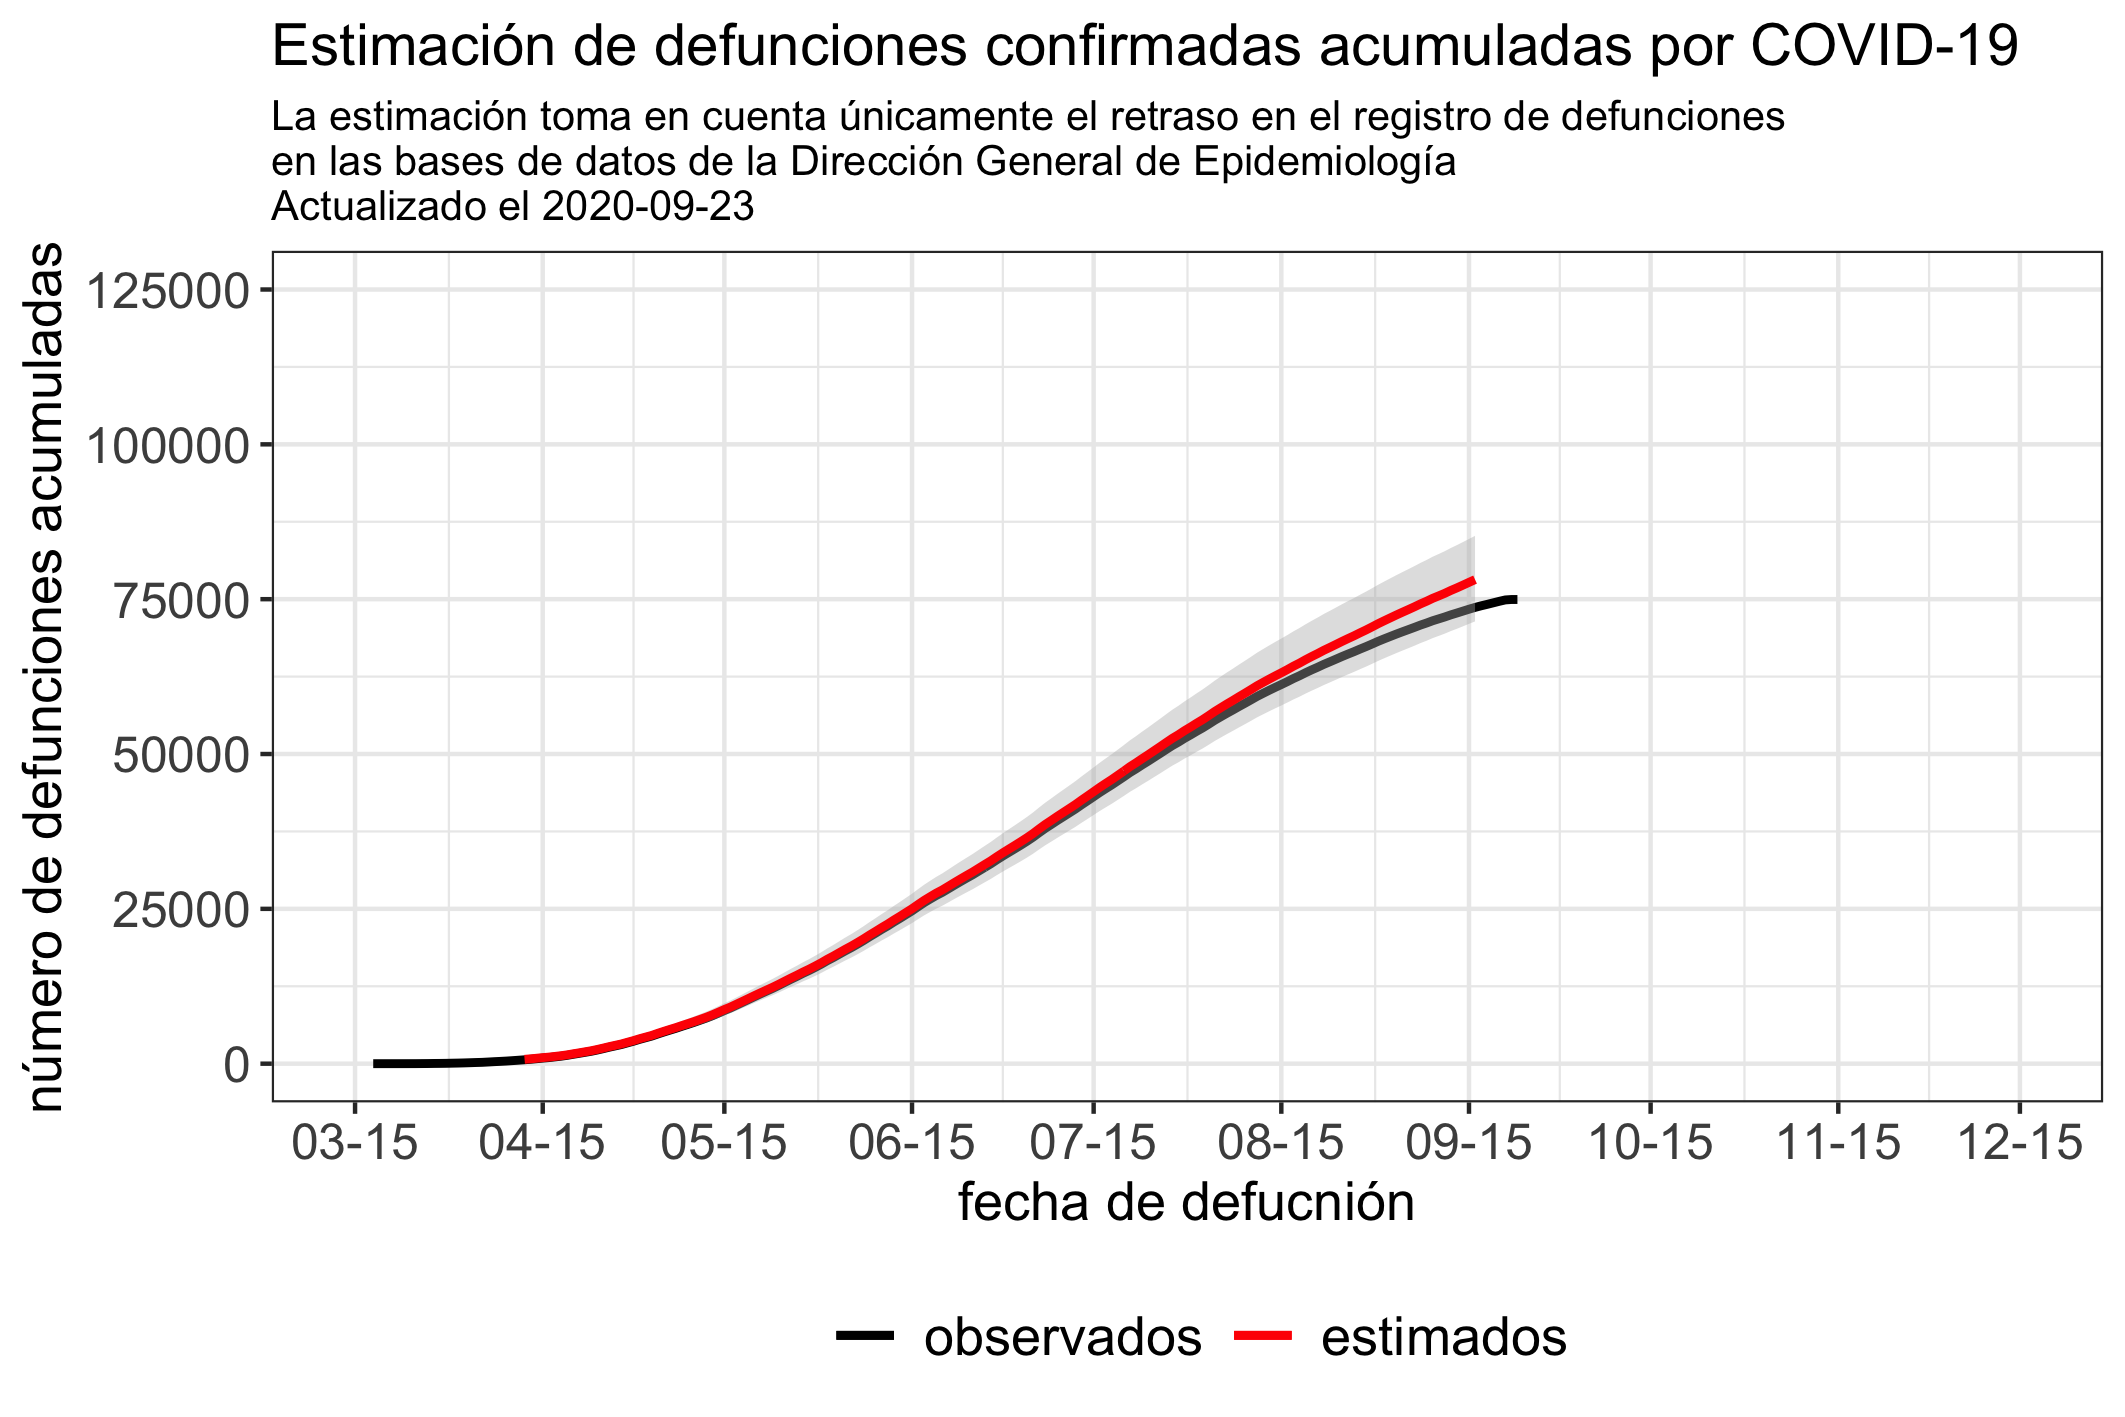 Estimación de defunciones confirmadas acumuladas por COVID-19
La estimación toma en cuenta únicamente el retraso en el registro de defunciones
en las bases de datos de la Dirección General de Epidemiología
Actualizado el 2020-09-23
número de defunciones acumuladas
125000
100000
75000
50000
25000
0
03-15 04-15 05-15 06-15 07-15 08-15 09-15 10-15 11-15 12-15
fecha de defucnión
observados estimados